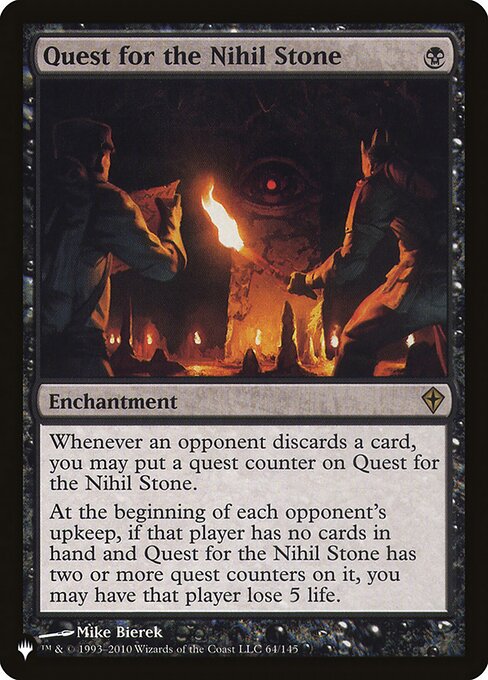 Quest for the Nihil Stone
Enchantment
Whenever an opponent discards a card,
you may put a quest counter on Quest for
the Nihil Stone.
At the beginning of each opponent's
upkeep, if that player has no cards in
hand and Quest for the Nihil Stone has
two or more quest counters on it, you
may have that player lose 5 life.
Mike Bierek
™ & © 1993–2010 Wizards of the Coast LLC 64/145